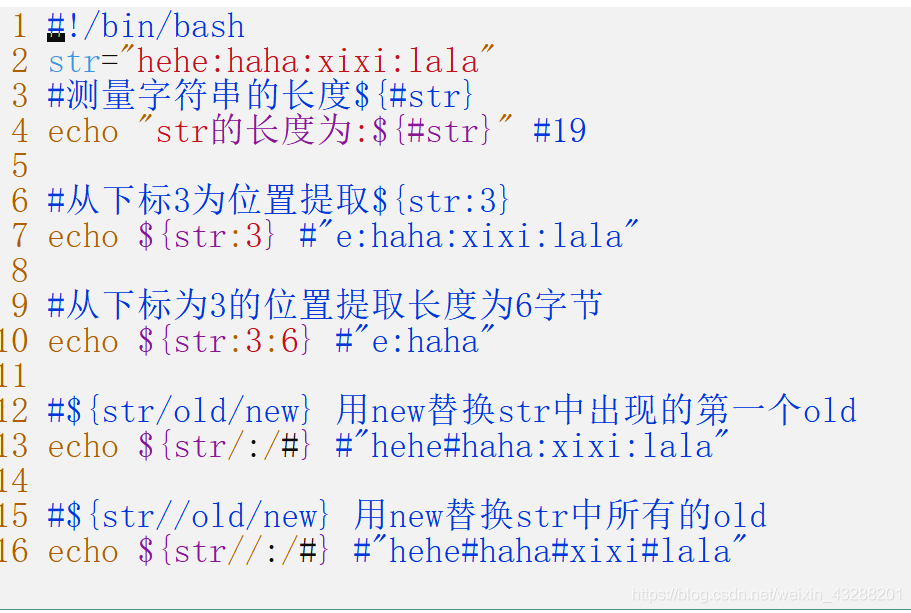 1 #!/bin/bash
2 str="hehe:haha:xixi:lala"
3 #测量字符串的长度${#str}
4 echo "str的长度为:${#str}" #19
5
6 #从下标3为位置提取${str:3}
7 echo ${str:3} #"e:haha:xixi:lala"
8
9 #从下标为3的位置提取长度为6字节
10 echo ${str:3:6} #"e:haha"
11
12 #${str/old/new} 用new替换str中出现的第一个old
13 echo ${str/:/#} #"hehe#haha:xixi:lala"
14
15 #${str//old/new} 用new替换str中所有的old
16 echo ${str//:/#} #"hehe#haha#xixi#lala"
https://blog.csdn.net/weixin_43288201